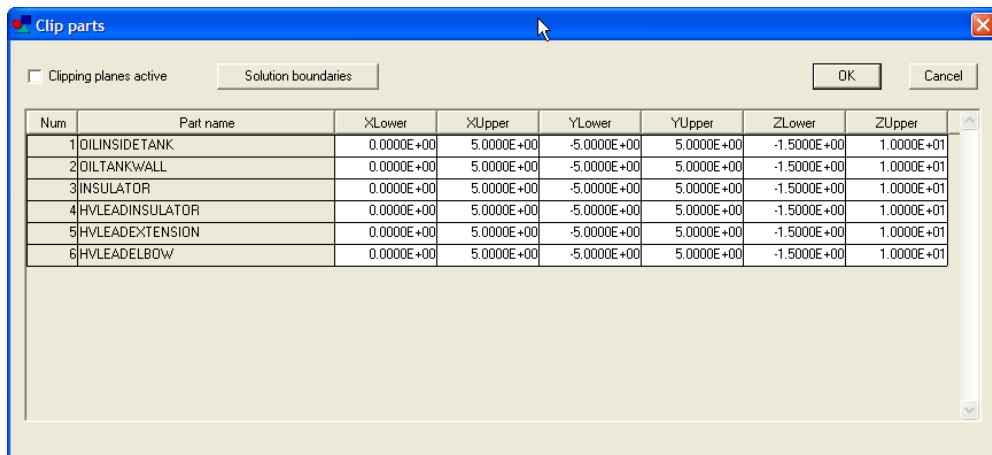 Clip parts
Clipping planes active Solution boundaries OK Cancel
Num Part name XLower XUpper YLower YUpper ZLower ZUpper
1 OILINSIDETANK 0.0000E+00 5.0000E+00 -5.0000E+00 5.0000E+00 -1.5000E+00 1.0000E+01
2 OILTANKWALL 0.0000E+00 5.0000E+00 -5.0000E+00 5.0000E+00 -1.5000E+00 1.0000E+01
3 INSULATOR 0.0000E+00 5.0000E+00 -5.0000E+00 5.0000E+00 -1.5000E+00 1.0000E+01
4 HVLEADINSULATOR 0.0000E+00 5.0000E+00 -5.0000E+00 5.0000E+00 -1.5000E+00 1.0000E+01
5 HVLEADEXTENSION 0.0000E+00 5.0000E+00 -5.0000E+00 5.0000E+00 -1.5000E+00 1.0000E+01
6 HVLEADELBOW 0.0000E+00 5.0000E+00 -5.0000E+00 5.0000E+00 -1.5000E+00 1.0000E+01